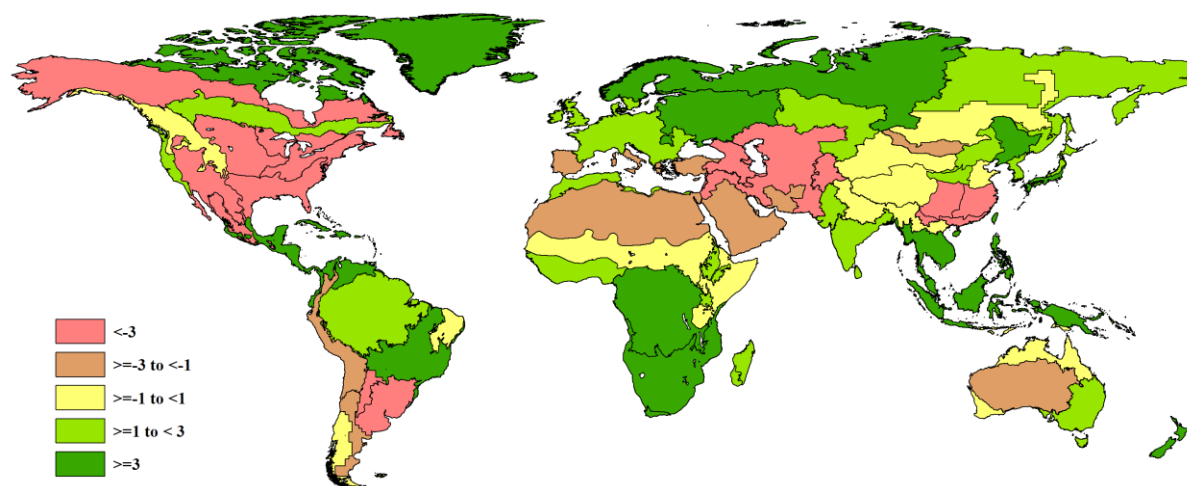 <-3
>=-3 to <-1
>=-1 to <1
>=1 to < 3
>=3